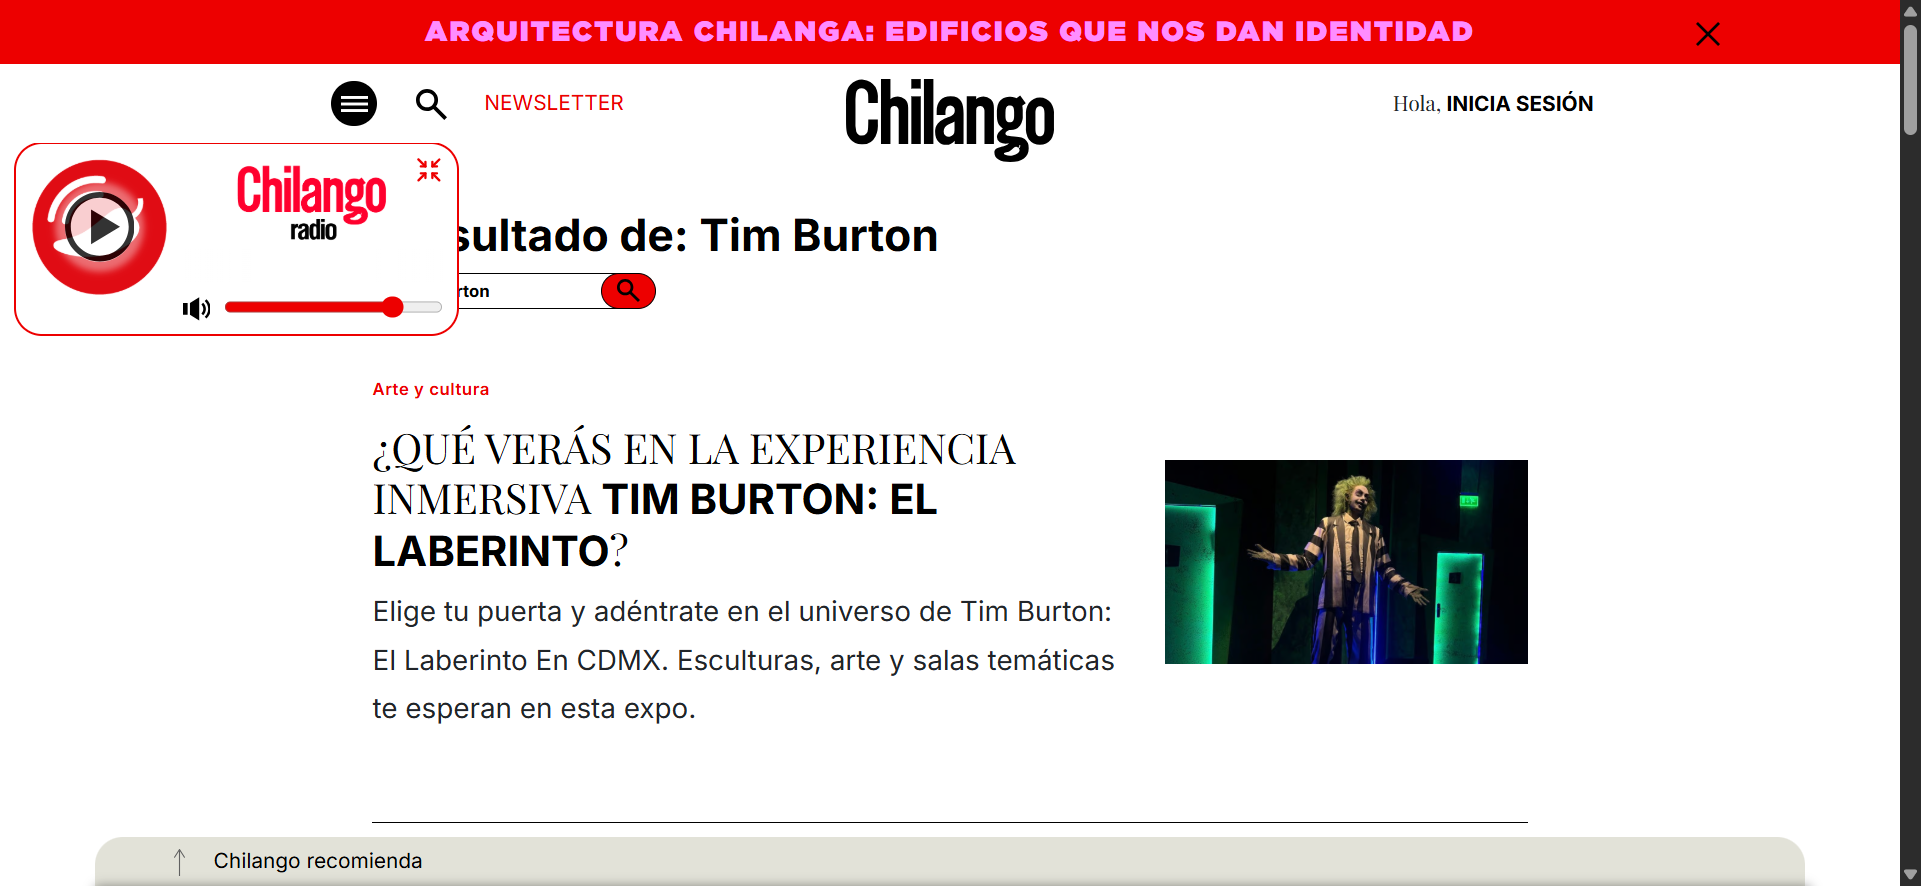 ARQUITECTURA CHILANGA: EDIFICIOS QUE NOS DAN IDENTIDAD
NEWSLETTER
Chilango
Hola, INICIA SESIÓN
Chilango
radio
sultado de: Tim Burton
rton
Arte y cultura
¿QUÉ VERÁS EN LA EXPERIENCIA
INMERSIVA TIM BURTON: EL
LABERINTO?
Elige tu puerta y adéntrate en el universo de Tim Burton:
El Laberinto En CDMX. Esculturas, arte y salas temáticas
te esperan en esta expo.
Chilango recomienda